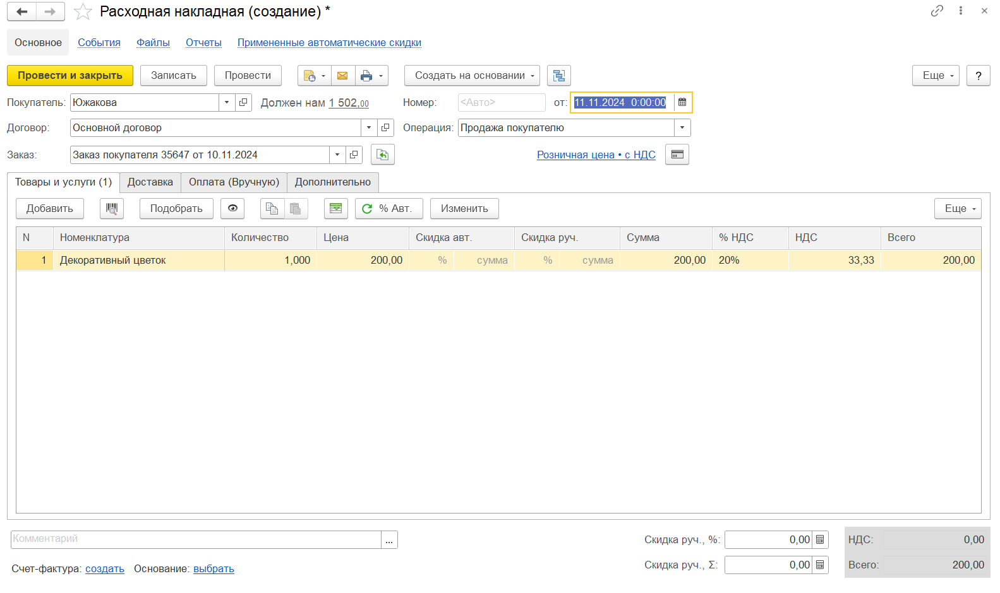 Расходная накладная (создание) *
Основное События Файлы Отчеты Примененные автоматические скидки
Провести и закрыть Записать Провести Создать на основании Еще ?
Покупатель: Южакова Должен нам 1 502,00 Номер: <Авто> от: 11.11.2024 0:00:00
Договор: Основной договор Операция: Продажа покупателю
Заказ: Заказ покупателя 35647 от 10.11.2024 Розничная цена • с НДС
Товары и услуги (1) Доставка Оплата (Вручную) Дополнительно
Добавить Подобрать % Авт. Изменить Еще
N Номенклатура Количество Цена Скидка авт. Скидка руч. Сумма % НДС НДС Всего
1 Декоративный цветок 1,000 200,00 % сумма % сумма 200,00 20% 33,33 200,00
Комментарий ... Скидка руч., %: 0,00 НДС: 0,00
Счет-фактура: создать Основание: выбрать Скидка руч., Σ: 0,00 Всего: 200,00